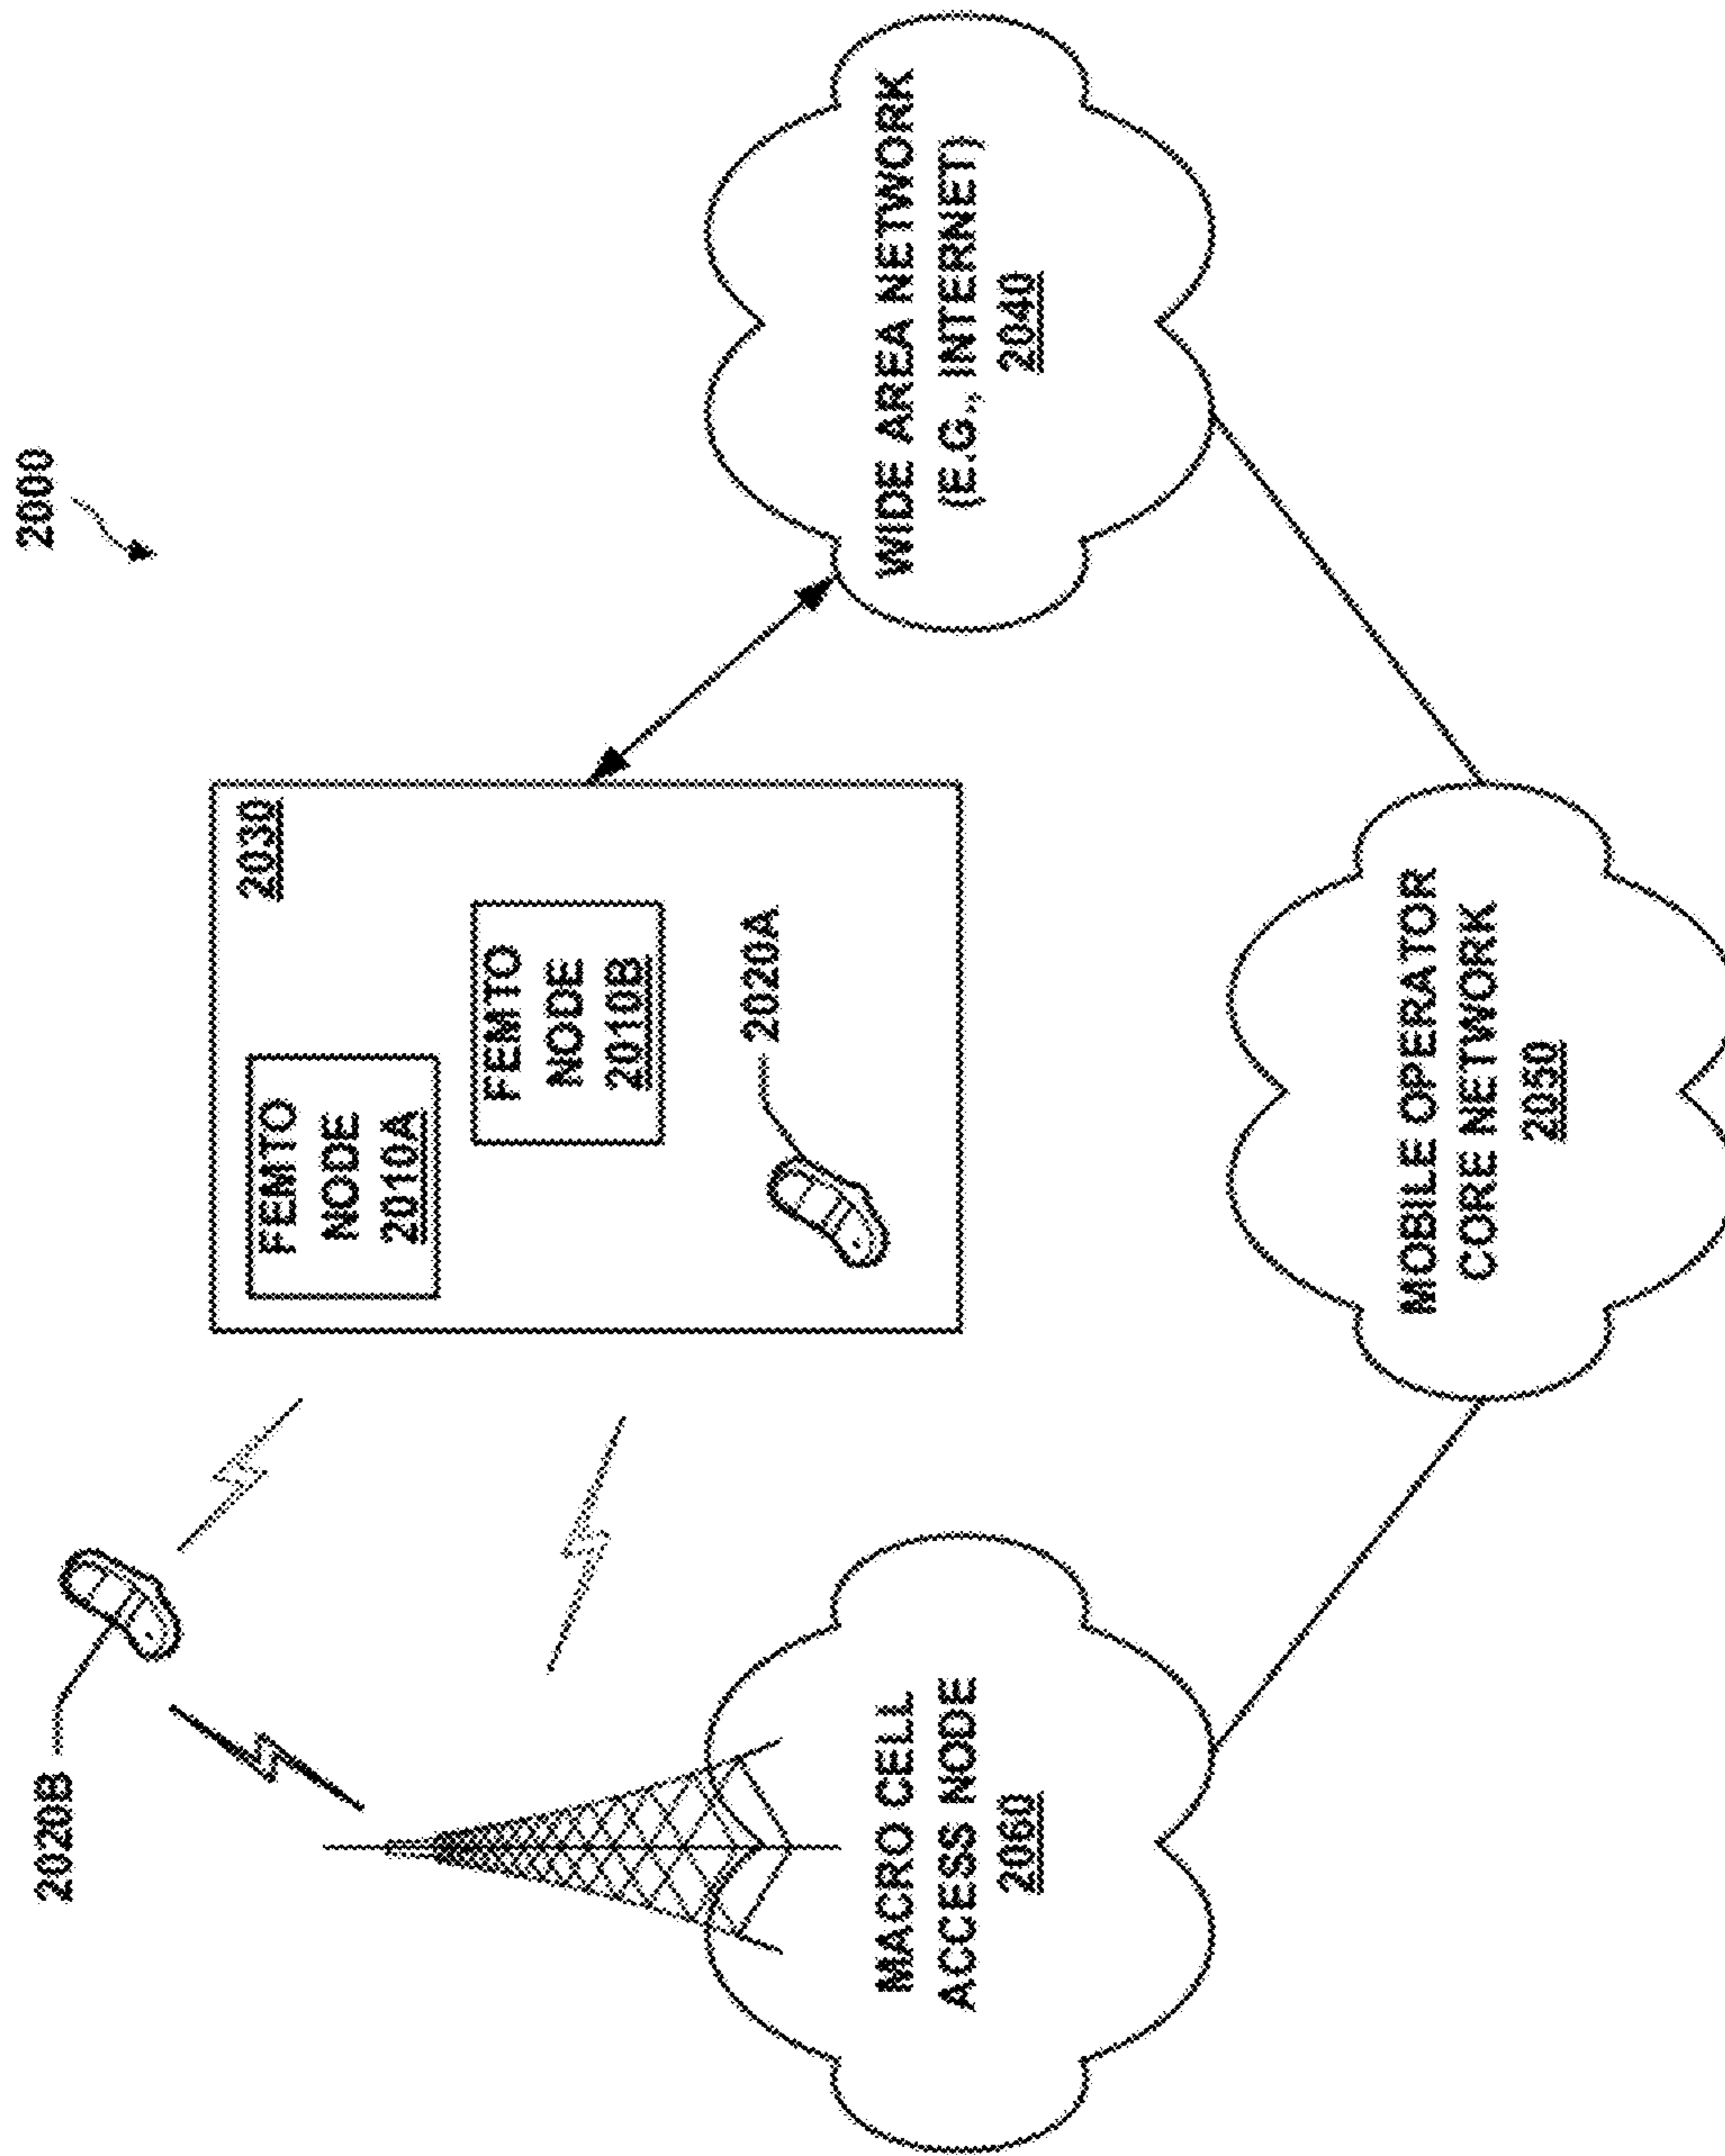 2000
2020B
2030
FEMTO
NODE
2010A
FEMTO
NODE
2010B
2020A
MACRO CELL
ACCESS NODE
2060
WIDE AREA NETWORK
(E.G., INTERNET)
2040
MOBILE OPERATOR
CORE NETWORK
2050